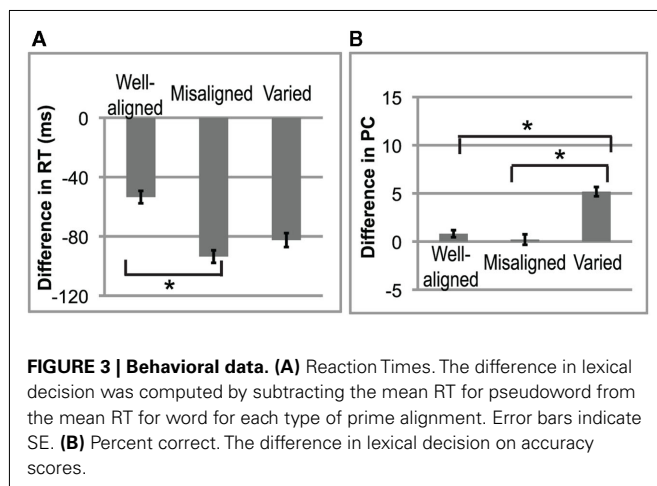 A
B
Well-
aligned Misaligned Varied
0
-40
-80
-120
Difference in RT (ms)
*
15
10
5
0
-5
Difference in PC
*
*
Well-
aligned Misaligned Varied
FIGURE 3 | Behavioral data. (A) Reaction Times. The difference in lexical
decision was computed by subtracting the mean RT for pseudoword from
the mean RT for word for each type of prime alignment. Error bars indicate
SE. (B) Percent correct. The difference in lexical decision on accuracy
scores.